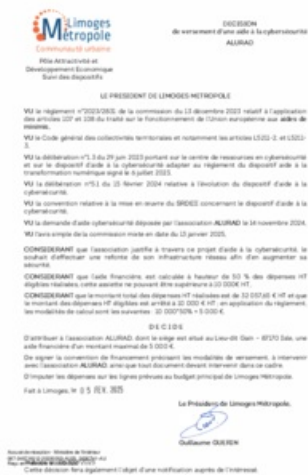 Limoges
Métropole
Communauté urbaine
Pôle Attractivité et
Développement Economique
Suivi des dispositifs
DECISION
de versement d'une aide à la cybersécurité
ALURAD
LE PRESIDENT DE LIMOGES METROPOLE
VU le règlement n°2023/2831 de la commission du 13 décembre 2023 relatif à l'application
des articles 107 et 108 du traité sur le fonctionnement de l'Union européenne aux aides de
minimis,
VU le Code général des collectivités territoriales et notamment les articles L5211-2, et L5211-
3,
VU la délibération n°1.3 du 29 juin 2023 portant sur le centre de ressources en cybersécurité
et sur le dispositif d'aide à la cybersécurité adapter au règlement du dispositif aide à la
transformation numérique signé le 6 juillet 2023,
VU la délibération n°5.1 du 15 février 2024 relative à l'évolution du dispositif d'aide à la
cybersécurité,
VU la convention relative à la mise en œuvre du SRDEII concernant le dispositif d'aide à la
cybersécurité,
VU la demande d'aide cybersécurité déposée par l'association ALURAD le 14 novembre 2024,
VU l'avis simple de la commission mixte en date du 13 janvier 2025,
CONSIDERANT que l'association justifie à travers ce projet d'aide à la cybersécurité, le
souhait d'effectuer une refonte de son infrastructure réseau afin d'en augmenter sa
sécurité,
CONSIDERANT que l'aide financière, est calculée à hauteur de 50 % des dépenses HT
éligibles réalisées, cette assiette ne pouvant être supérieure à 10 000€ HT,
CONSIDERANT que le montant total des dépenses HT réalisées est de 32 037,65 € HT et que
le montant des dépenses HT éligibles est arrêté à 10 000 € HT, en application du règlement,
les modalités de calcul sont les suivantes : 10 000*50% = 5 000 €,
DECIDE
D'attribuer à l'association ALURAD, dont le siège est situé au Lieu-dit Gain – 87170 Isle, une
aide financière d'un montant maximal de 5 000 €.
De signer la convention de financement précisant les modalités de versement, à intervenir
avec l'association ALURAD, ainsi que tout document devant intervenir dans ce cadre.
D'imputer les dépenses sur les lignes prévues au budget principal de Limoges Métropole.
Fait à Limoges, le 05 FEV. 2025
Le Président de Limoges Métropole,
Guillaume GUERIN
Accusé de réception - Ministère de l'Intérieur
Cette décision fera également l'objet d'une notification auprès de l'intéressé.